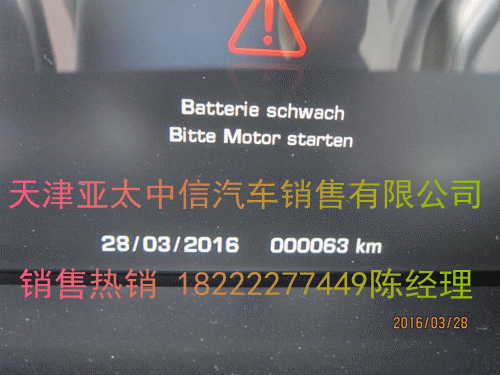 Batterie schwach
Bitte Motor starten
天津亚太中信汽车销售有限公司
28/03/2016 000063 km
销售热销 18222277449陈经理
2016/03/28